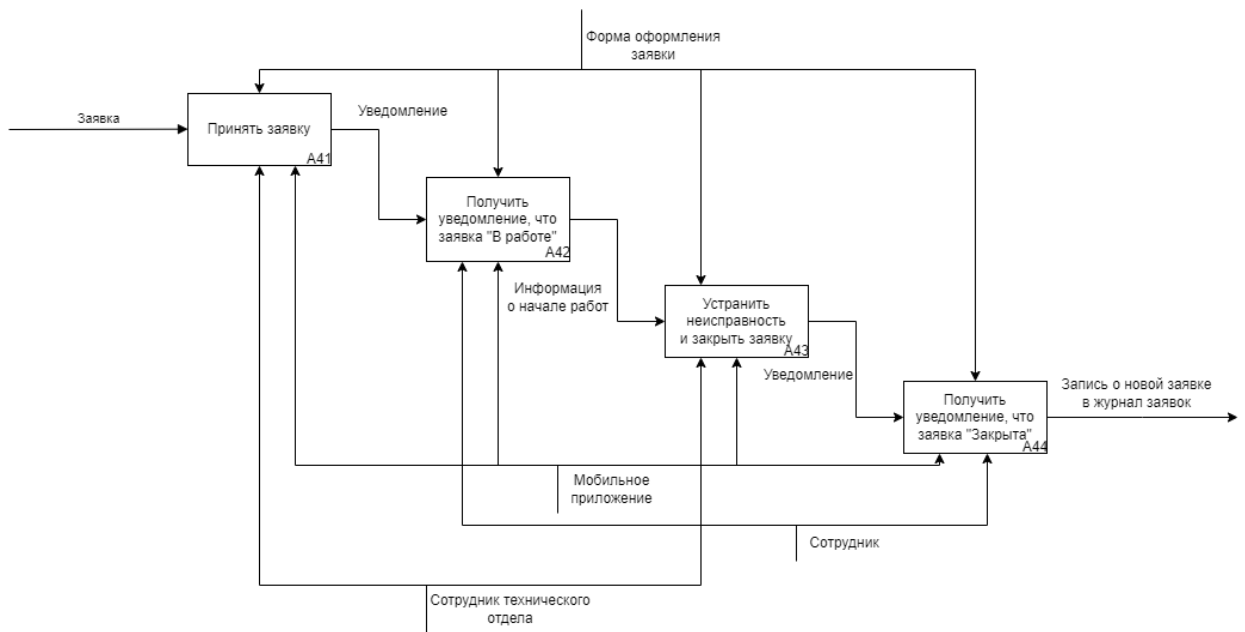 Форма оформления
заявки
Заявка
Принять заявку
A41
Уведомление
Получить
уведомление, что
заявка "В работе"
A42
Информация
о начале работ
Устранить
неисправность
и закрыть заявку
A43
Уведомление
Получить
уведомление, что
заявка "Закрыта"
A44
Запись о новой заявке
в журнал заявок
Мобильное
приложение
Сотрудник
Сотрудник технического
отдела